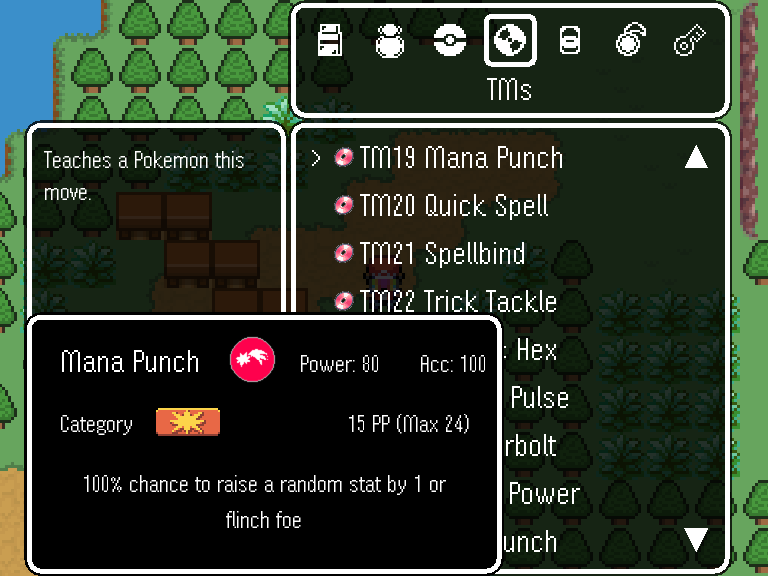 TMs
Teaches a Pokemon this
move.
> TM19 Mana Punch
TM20 Quick Spell
TM21 Spellbind
TM22 Trick Tackle
Hex
Pulse
Power
Mana Punch
Power: 80
Acc: 100
Category
15 PP (Max 24)
100% chance to raise a random stat by 1 or
flinch foe